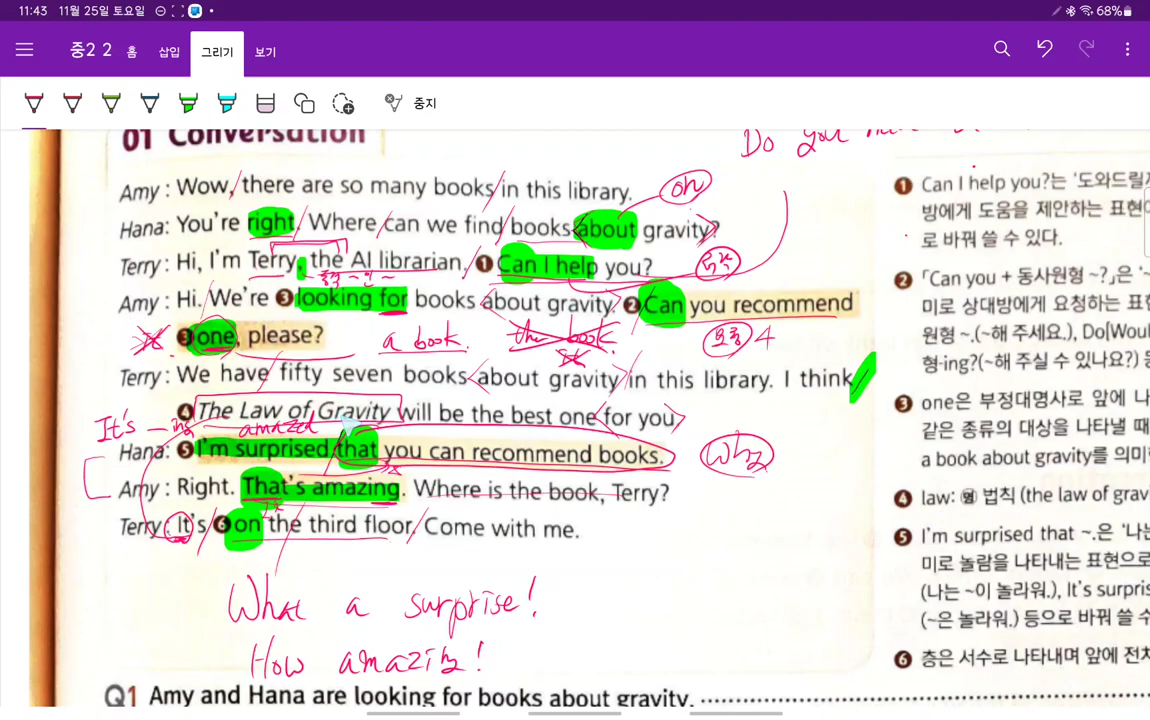 11:43 11월 25일 토요일 68%
중2 2 홈 삽입 그리기 보기
중지
01 Conversation
Do you
Amy : Wow, there are so many books in this library.
on
Hana: You're right. Where can we find books about gravity?
Terry: Hi, I'm Terry, the AI librarian. ❶ Can I help you?
Amy : Hi. We're ❸ looking for books about gravity. ❷ Can you recommend
❸ one, please?
a book
the book
4
Terry: We have fifty seven books about gravity in this library. I think
❹ The Law of Gravity will be the best one for you.
It's -ing
amazed
Hana: ❺ I'm surprised that you can recommend books.
why
Amy : Right. That's amazing. Where is the book, Terry?
Terry: It's ❻ on the third floor. Come with me.
What a surprise!
How amazing!
Q1 Amy and Hana are looking for books about gravity.
❶ Can I help you?는 '도와드릴
방에게 도움을 제안하는 표현
로 바꿔 쓸 수 있다.
❷ 「Can you + 동사원형 ~?」은
미로 상대방에게 요청하는 표
원형 ~.(~해 주세요.), Do[Wou
형-ing?(~해 주실 수 있나요?) 등
❸ one은 부정대명사로 앞에 나
같은 종류의 대상을 나타낼 때
a book about gravity를 의미
❹ law: 명 법칙 (the law of grav
❺ I'm surprised that ~.은 '나는
미로 놀람을 나타내는 표현으로
(나는 ~이 놀라워.), It's surpris
(~은 놀라워.) 등으로 바꿔 쓸 수
❻ 층은 서수로 나타내며 앞에 전치